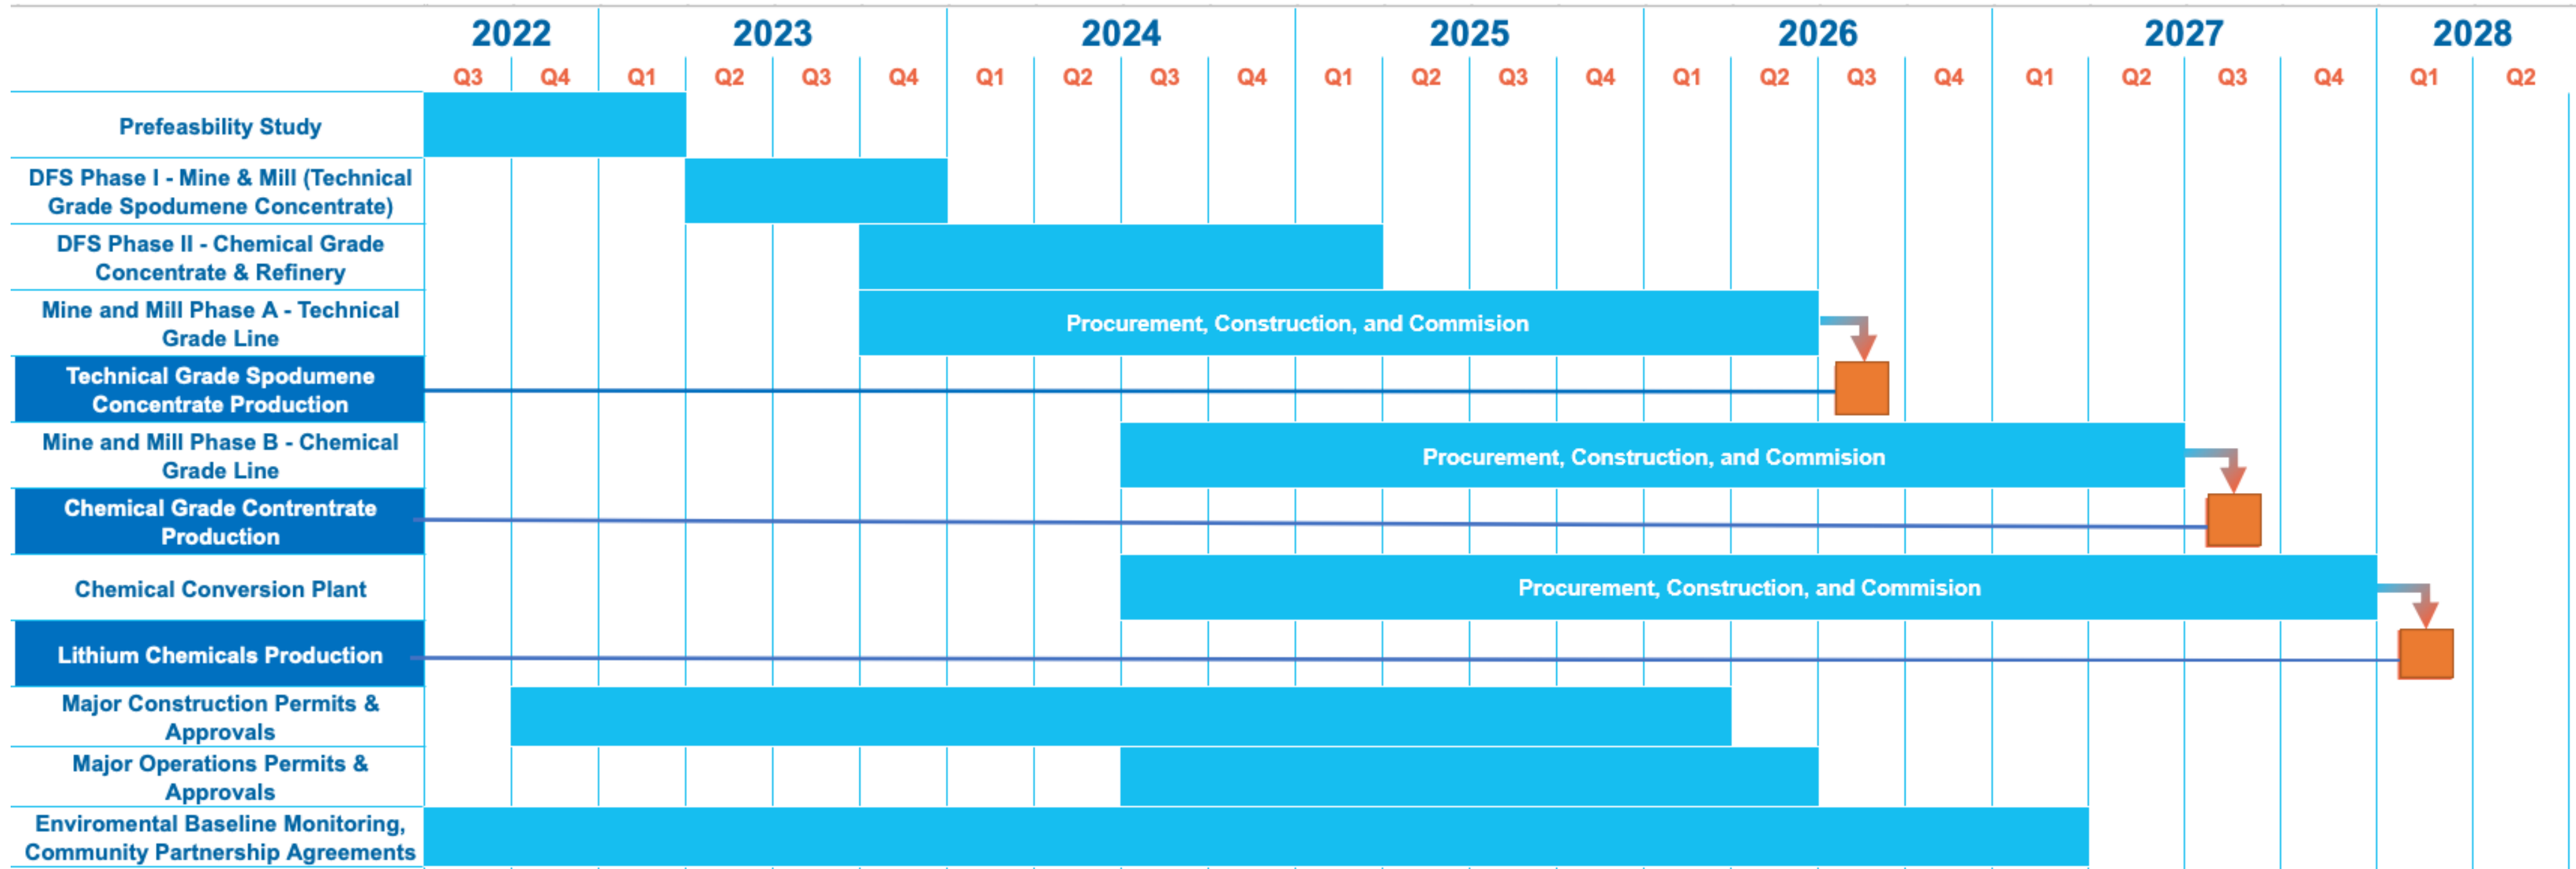 2022 2023 2024 2025 2026 2027 2028
Q3 Q4 Q1 Q2 Q3 Q4 Q1 Q2 Q3 Q4 Q1 Q2 Q3 Q4 Q1 Q2 Q3 Q4 Q1 Q2 Q3 Q4 Q1 Q2
Prefeasbility Study
DFS Phase I - Mine & Mill (Technical
Grade Spodumene Concentrate)
DFS Phase II - Chemical Grade
Concentrate & Refinery
Mine and Mill Phase A - Technical
Grade Line
Procurement, Construction, and Commision
Technical Grade Spodumene
Concentrate Production
Mine and Mill Phase B - Chemical
Grade Line
Procurement, Construction, and Commision
Chemical Grade Contrentrate
Production
Chemical Conversion Plant
Procurement, Construction, and Commision
Lithium Chemicals Production
Major Construction Permits &
Approvals
Major Operations Permits &
Approvals
Enviromental Baseline Monitoring,
Community Partnership Agreements